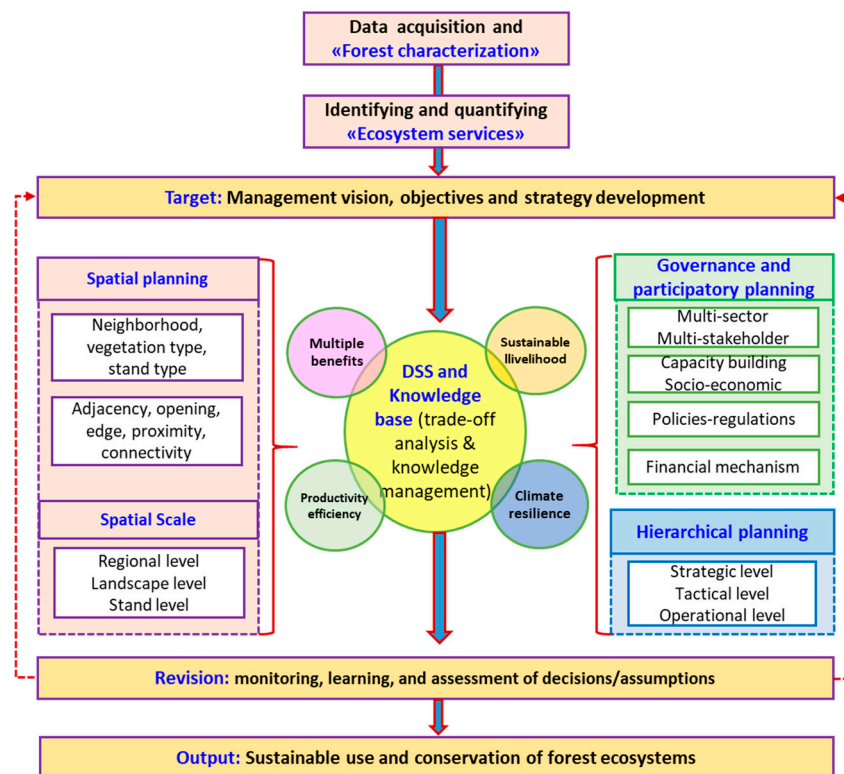 Data acquisition and
«Forest characterization»
Identifying and quantifying
«Ecosystem services»
Target: Management vision, objectives and strategy development
Spatial planning
Neighborhood,
vegetation type,
stand type
Adjacency, opening,
edge, proximity,
connectivity
Spatial Scale
Regional level
Landscape level
Stand level
Multiple
benefits
Sustainable
llivelihood
DSS and
Knowledge
base (trade-off
analysis &
knowledge
management)
Productivity
efficiency
Climate
resilience
Governance and
participatory planning
Multi-sector
Multi-stakeholder
Capacity building
Socio-economic
Policies-regulations
Financial mechanism
Hierarchical planning
Strategic level
Tactical level
Operational level
Revision: monitoring, learning, and assessment of decisions/assumptions
Output: Sustainable use and conservation of forest ecosystems